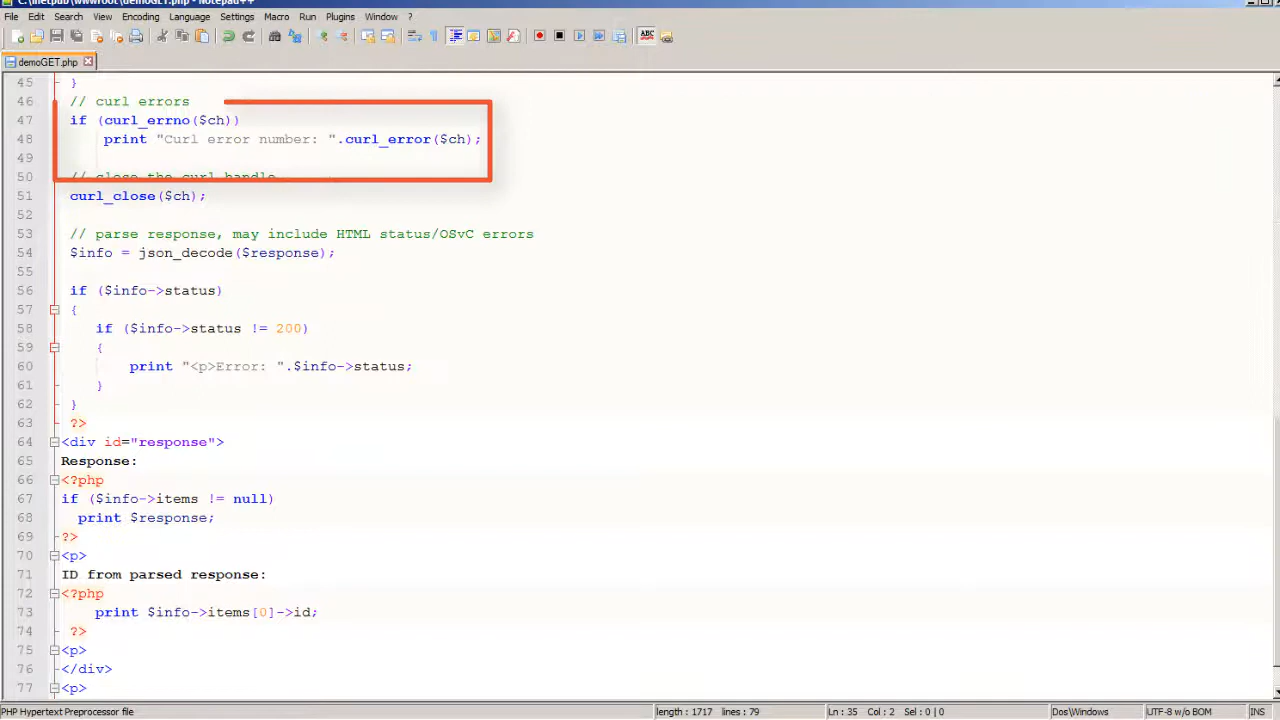 C:\inetpub\wwwroot\demoGET.php - Notepad++
File Edit Search View Encoding Language Settings Macro Run Plugins Window ?
demoGET.php
45 }
46 // curl errors
47 if (curl_errno($ch))
48 print "Curl error number: ".curl_error($ch);
49
50 // close the curl handle
51 curl_close($ch);
52
53 // parse response, may include HTML status/OSvC errors
54 $info = json_decode($response);
55
56 if ($info->status)
57 {
58 if ($info->status != 200)
59 {
60 print "<p>Error: ".$info->status;
61 }
62 }
63 ?>
64 <div id="response">
65 Response:
66 <?php
67 if ($info->items != null)
68 print $response;
69 ?>
70 <p>
71 ID from parsed response:
72 <?php
73 print $info->items[0]->id;
74 ?>
75 <p>
76 </div>
77 <p>
PHP Hypertext Preprocessor file length : 1717 lines : 79 Ln : 35 Col : 2 Sel : 0 | 0 Dos\Windows UTF-8 w/o BOM INS